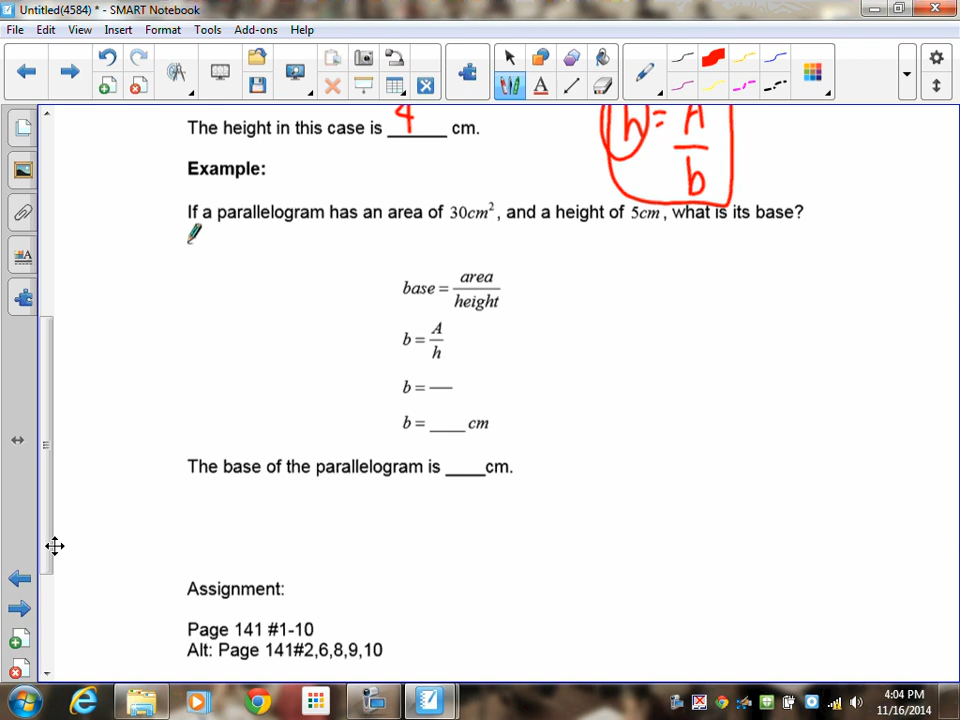 Untitled(4584) * - SMART Notebook
File Edit View Insert Format Tools Add-ons Help
The height in this case is 4 cm.
h = A
b
Example:
If a parallelogram has an area of 30cm², and a height of 5cm, what is its base?
base = area
height
b = A
h
b = —
b = ____ cm
The base of the parallelogram is ____cm.
Assignment:
Page 141 #1-10
Alt: Page 141#2,6,8,9,10
4:04 PM
11/16/2014